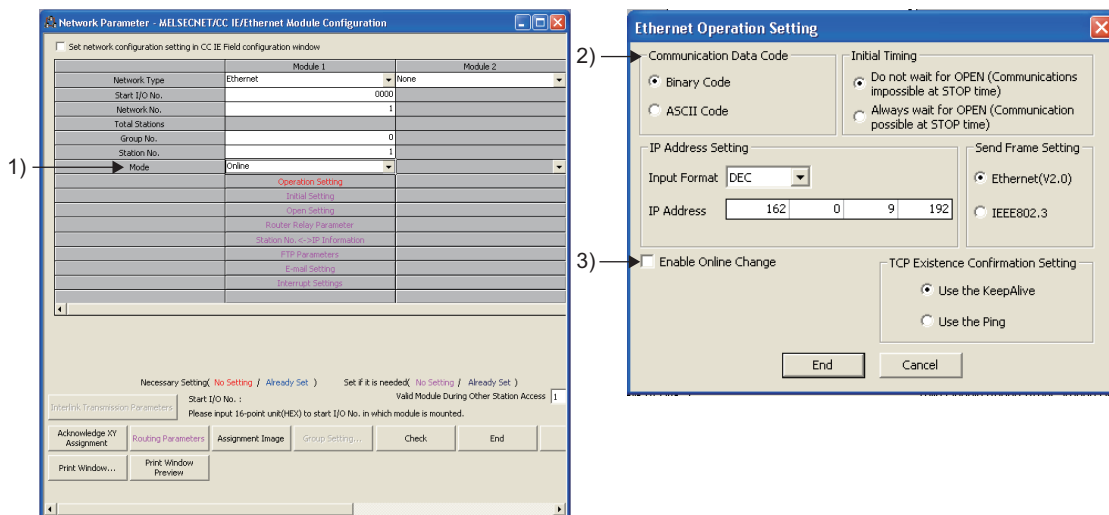 Network Parameter - MELSECNET/CC IE/Ethernet Module Configuration
Set network configuration setting in CC IE Field configuration window
Module 1 Module 2
Network Type Ethernet None
Start I/O No. 0000
Network No. 1
Total Stations
Group No. 0
Station No. 1
1) Mode Online
Operation Setting
Initial Setting
Open Setting
Router Relay Parameter
Station No. <->IP Information
FTP Parameters
E-mail Setting
Interrupt Settings
Necessary Setting( No Setting / Already Set ) Set if it is needed( No Setting / Already Set )
Interlink Transmission Parameters
Start I/O No. :
Valid Module During Other Station Access 1
Please input 16-point unit(HEX) to start I/O No. in which module is mounted.
Acknowledge XY
Assignment
Routing Parameters
Assignment Image
Group Setting...
Check
End
Print Window...
Print Window
Preview
Ethernet Operation Setting
2) Communication Data Code
Binary Code
ASCII Code
Initial Timing
Do not wait for OPEN (Communications
impossible at STOP time)
Always wait for OPEN (Communication
possible at STOP time)
IP Address Setting
Input Format DEC
IP Address 162 0 9 192
Send Frame Setting
Ethernet(V2.0)
IEEE802.3
3) Enable Online Change
TCP Existence Confirmation Setting
Use the KeepAlive
Use the Ping
End Cancel